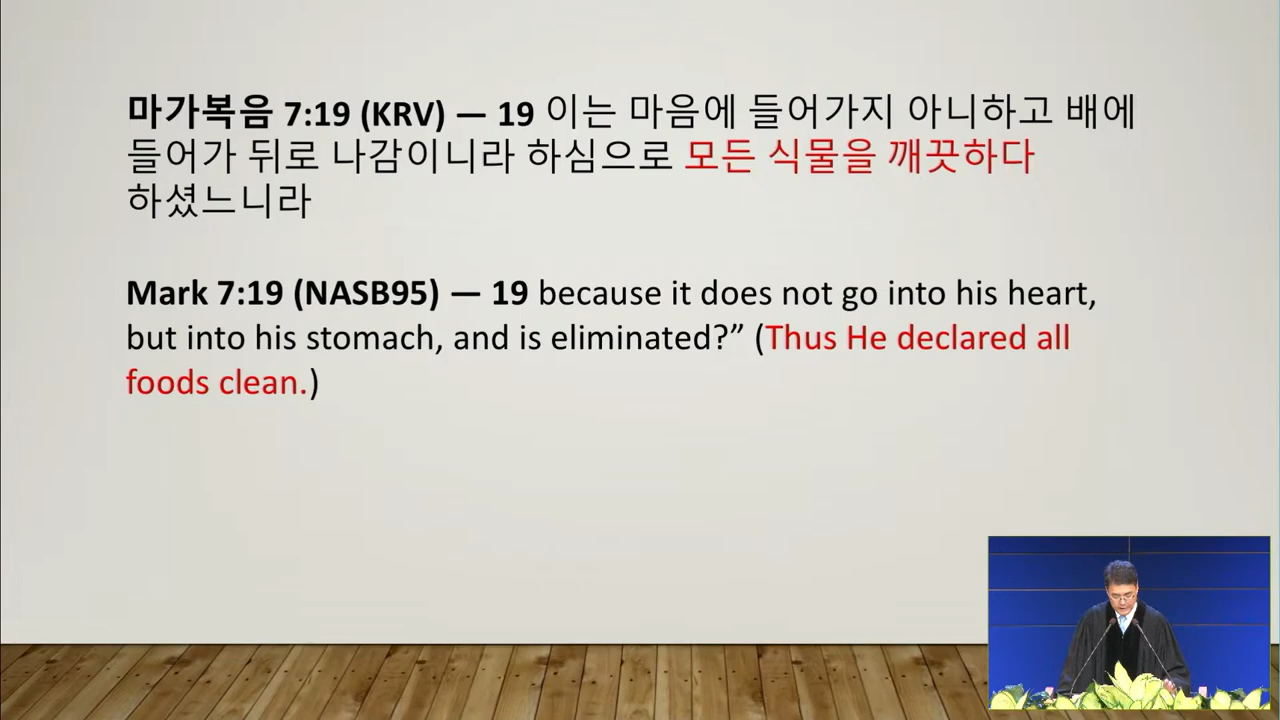 마가복음 7:19 (KRV) — 19 이는 마음에 들어가지 아니하고 배에
들어가 뒤로 나감이니라 하심으로 모든 식물을 깨끗하다
하셨느니라
Mark 7:19 (NASB95) — 19 because it does not go into his heart,
but into his stomach, and is eliminated?” (Thus He declared all
foods clean.)